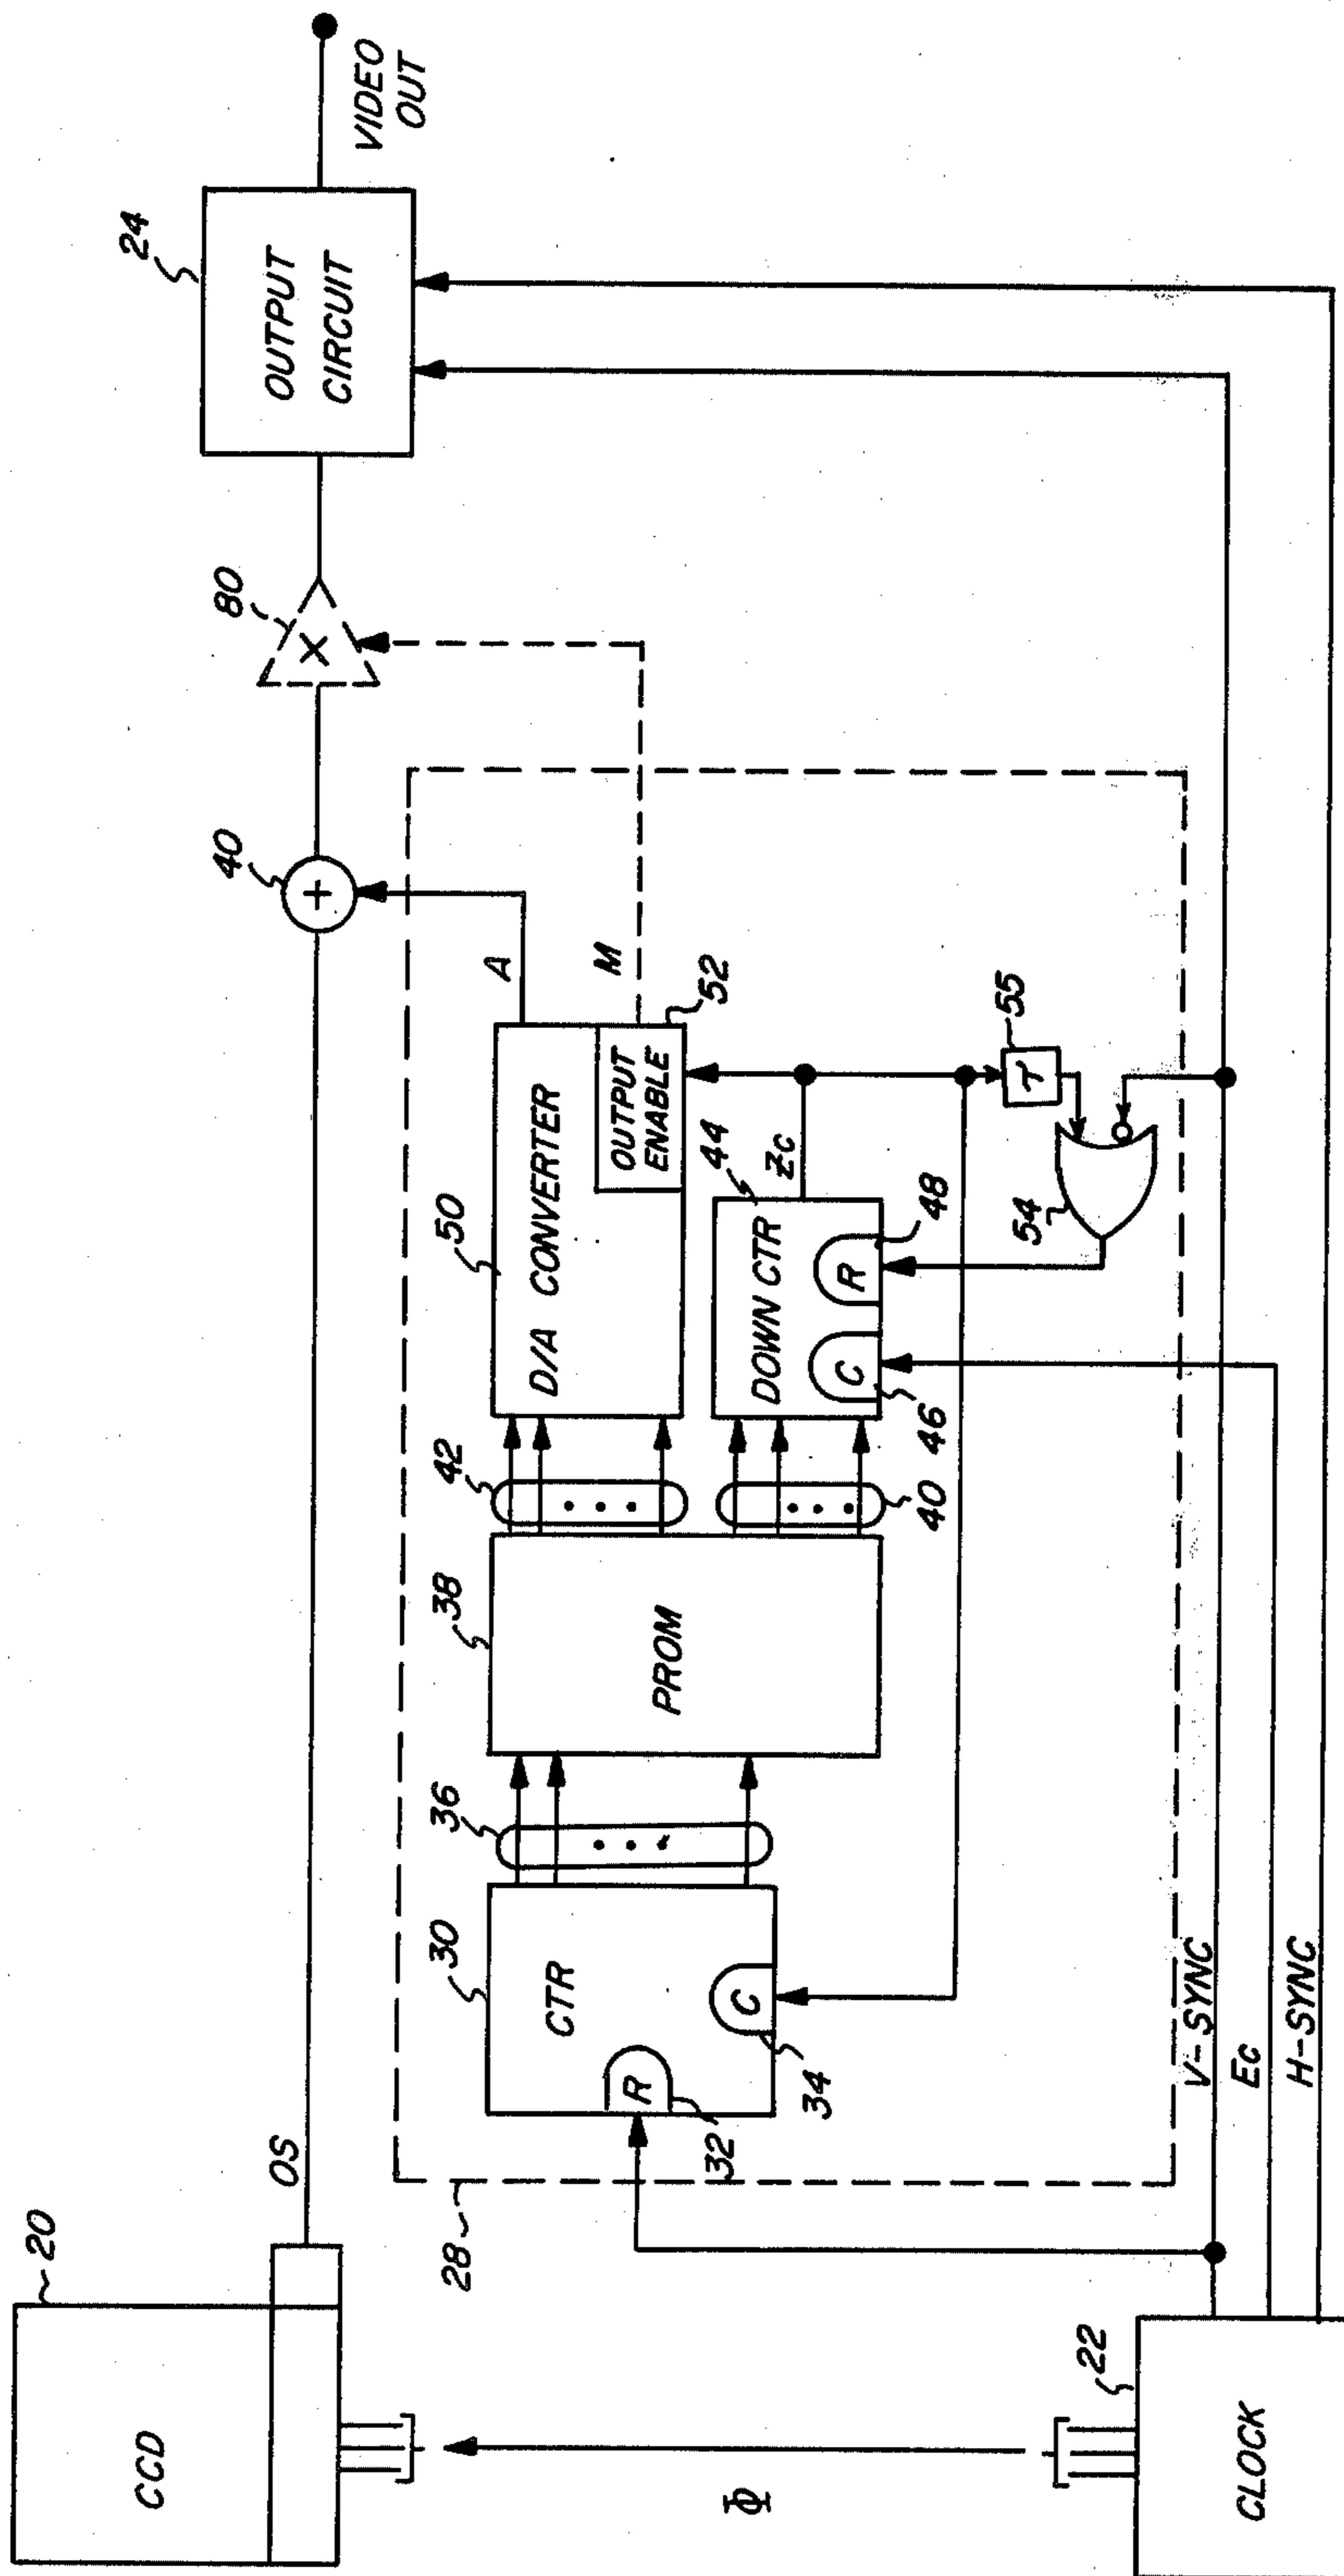 20
CCD
OS
Φ
22
CLOCK
V-SYNC
Ec
H-SYNC
28
30
CTR
R
32
C
34
36
38
PROM
42
40
50
D/A CONVERTER
OUTPUT
ENABLE
52
A
M
DOWN CTR
44
C
46
R
48
Zc
54
55
τ
40
+
80
X
24
OUTPUT
CIRCUIT
VIDEO
OUT